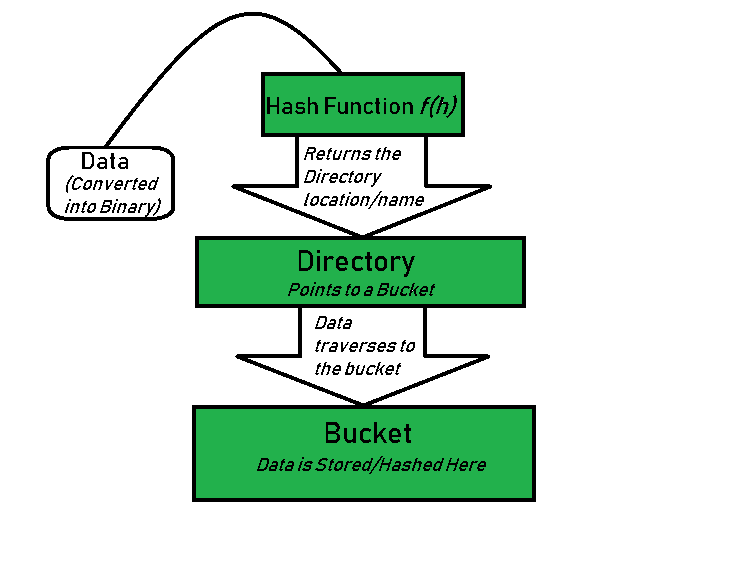 Hash Function f(h)
Data
(Converted
into Binary)
Returns the
Directory
location/name
Directory
Points to a Bucket
Data
traverses to
the bucket
Bucket
Data is Stored/Hashed Here